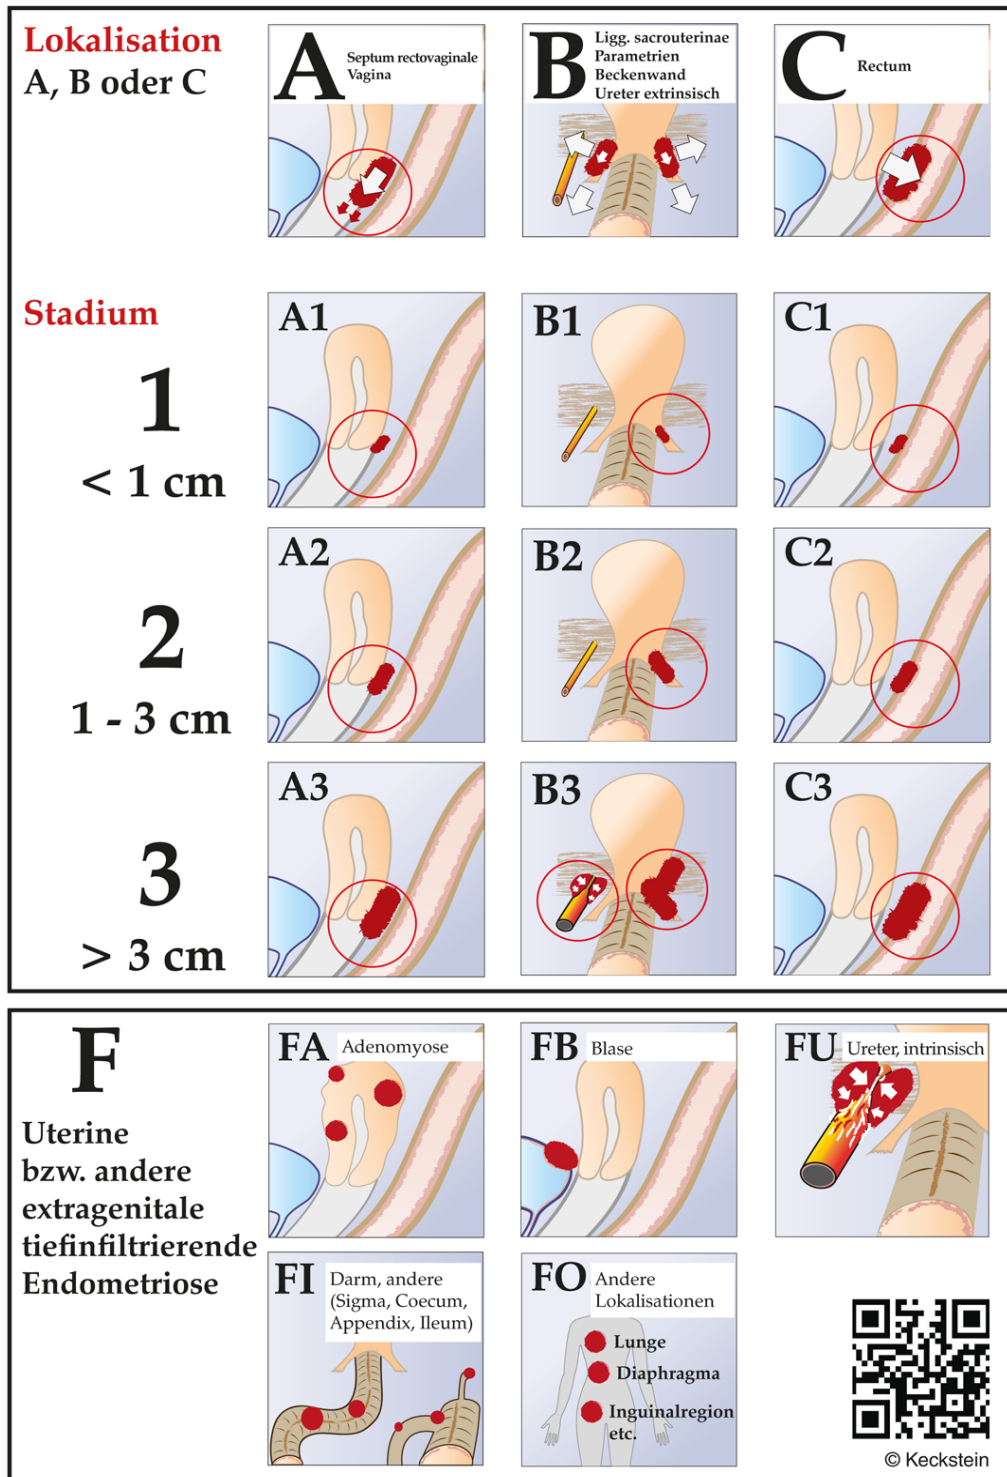 Lokalisation
A, B oder C
A
Septum rectovaginale
Vagina
B
Ligg. sacrouterinae
Parametrien
Beckenwand
Ureter extrinsisch
C
Rectum
Stadium
1
< 1 cm
A1
B1
C1
2
1 - 3 cm
A2
B2
C2
3
> 3 cm
A3
B3
C3
F
Uterine
bzw. andere
extragenitale
tiefinfiltrierende
Endometriose
FA Adenomyose
FB Blase
FU Ureter, intrinsisch
FI
Darm, andere
(Sigma, Coecum,
Appendix, Ileum)
FO
Andere
Lokalisationen
Lunge
Diaphragma
Inguinalregion
etc.
© Keckstein